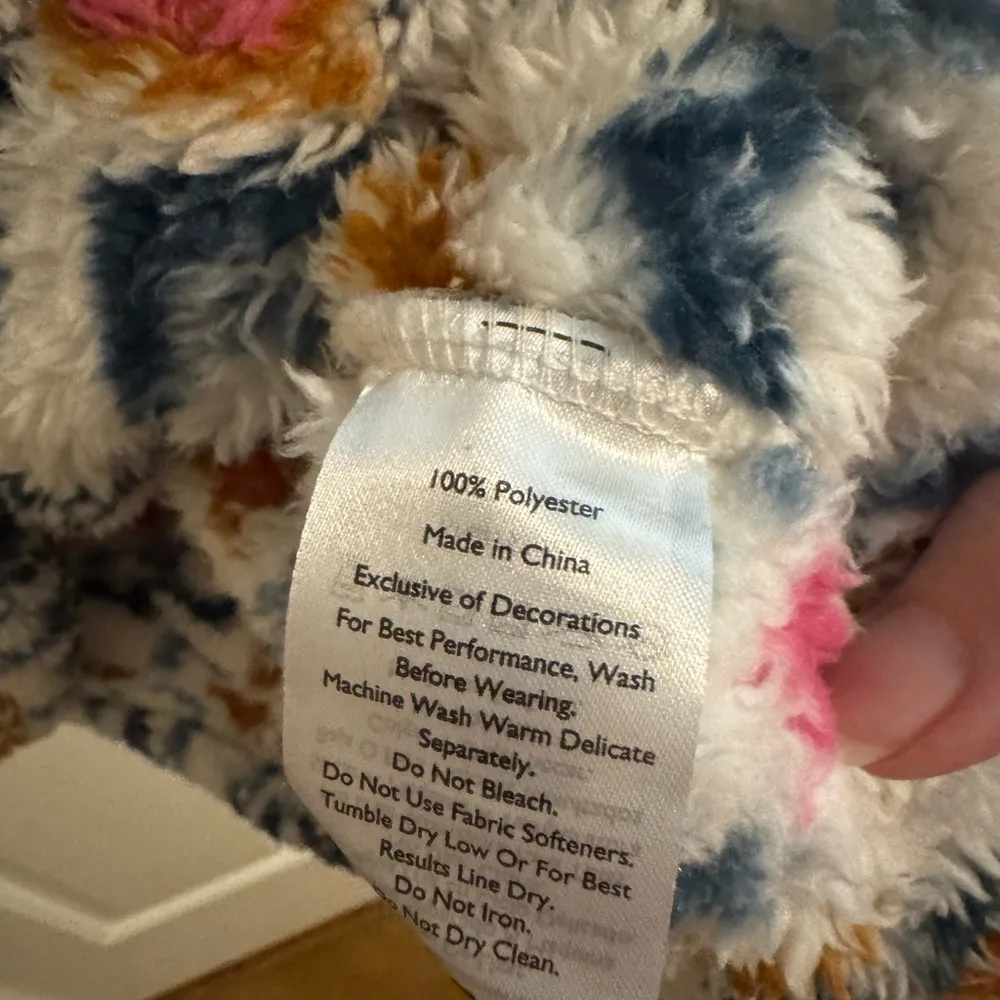 100% Polyester
Made in China
Exclusive of Decorations
For Best Performance, Wash
Before Wearing.
Machine Wash Warm Delicate
Separately.
Do Not Bleach.
Do Not Use Fabric Softeners.
Tumble Dry Low Or For Best
Results Line Dry.
Do Not Iron.
Not Dry Clean.